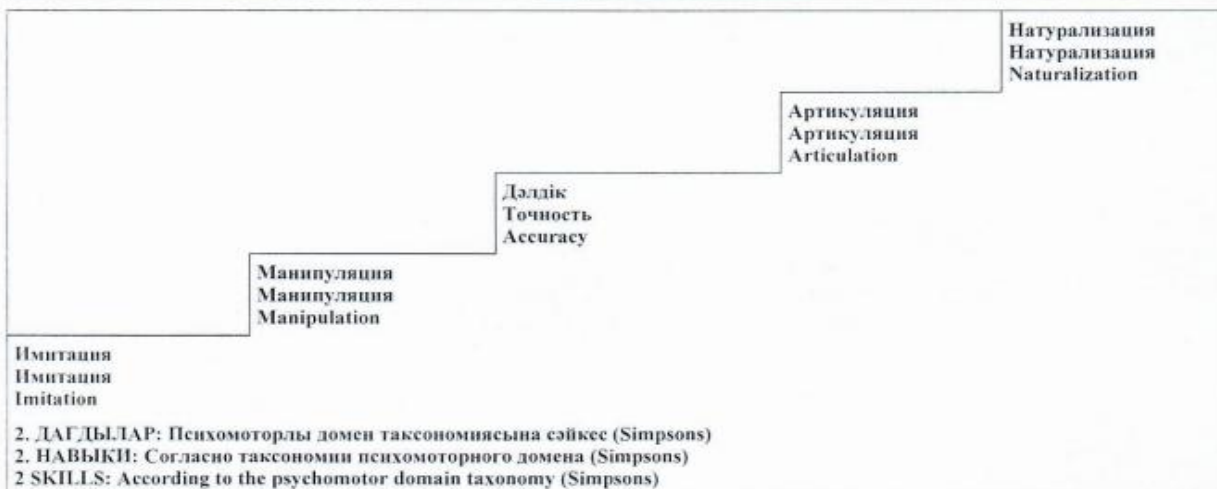 Натурализация
Натурализация
Naturalization
Артикуляция
Артикуляция
Articulation
Дәлдік
Точность
Accuracy
Манипуляция
Манипуляция
Manipulation
Имитация
Имитация
Imitation
2. ДАҒДЫЛАР: Психомоторлы домен таксономиясына сәйкес (Simpsons)
2. НАВЫКИ: Согласно таксономии психомоторного домена (Simpsons)
2 SKILLS: According to the psychomotor domain taxonomy (Simpsons)